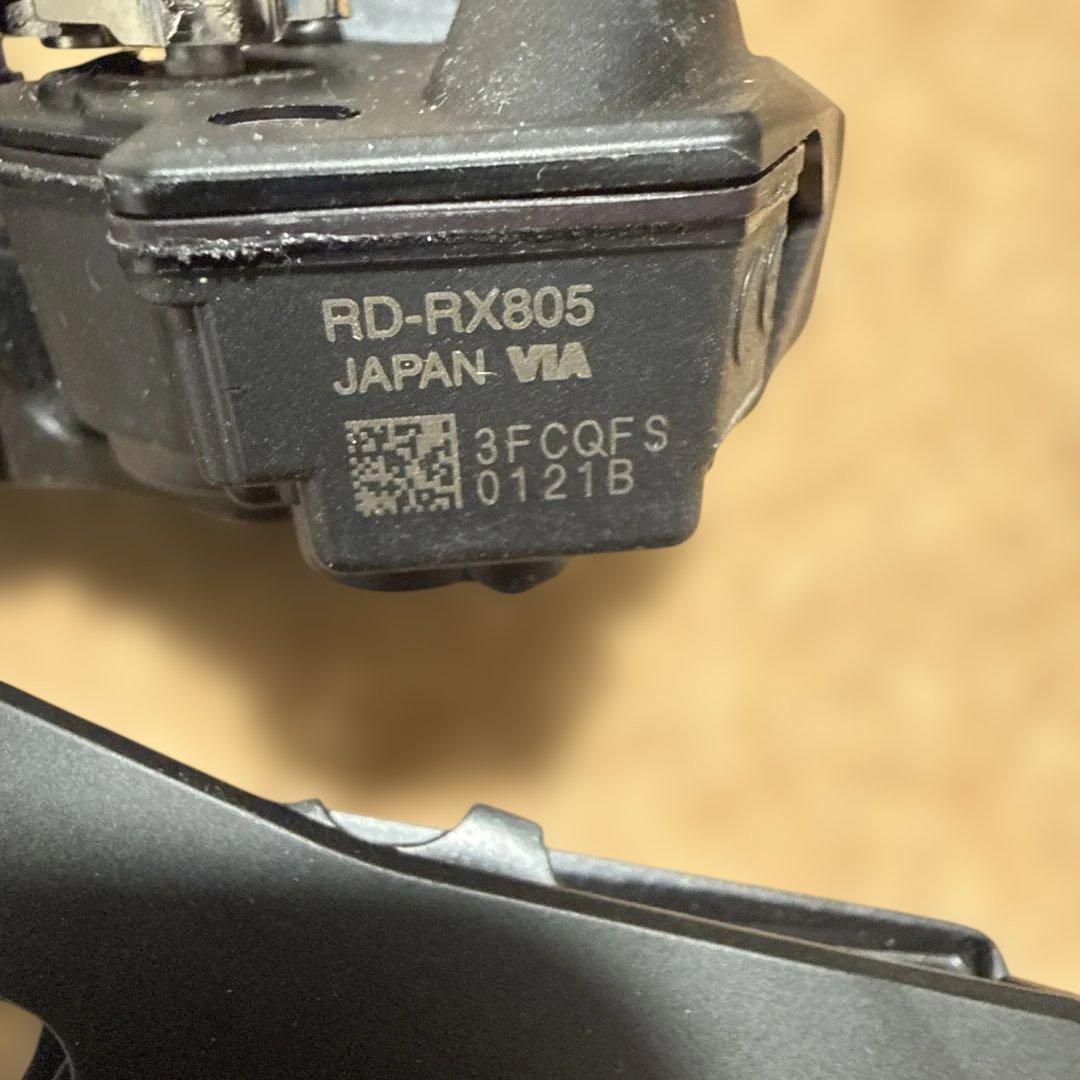 RD-RX805
JAPAN VIA
3FCQFS
0121B